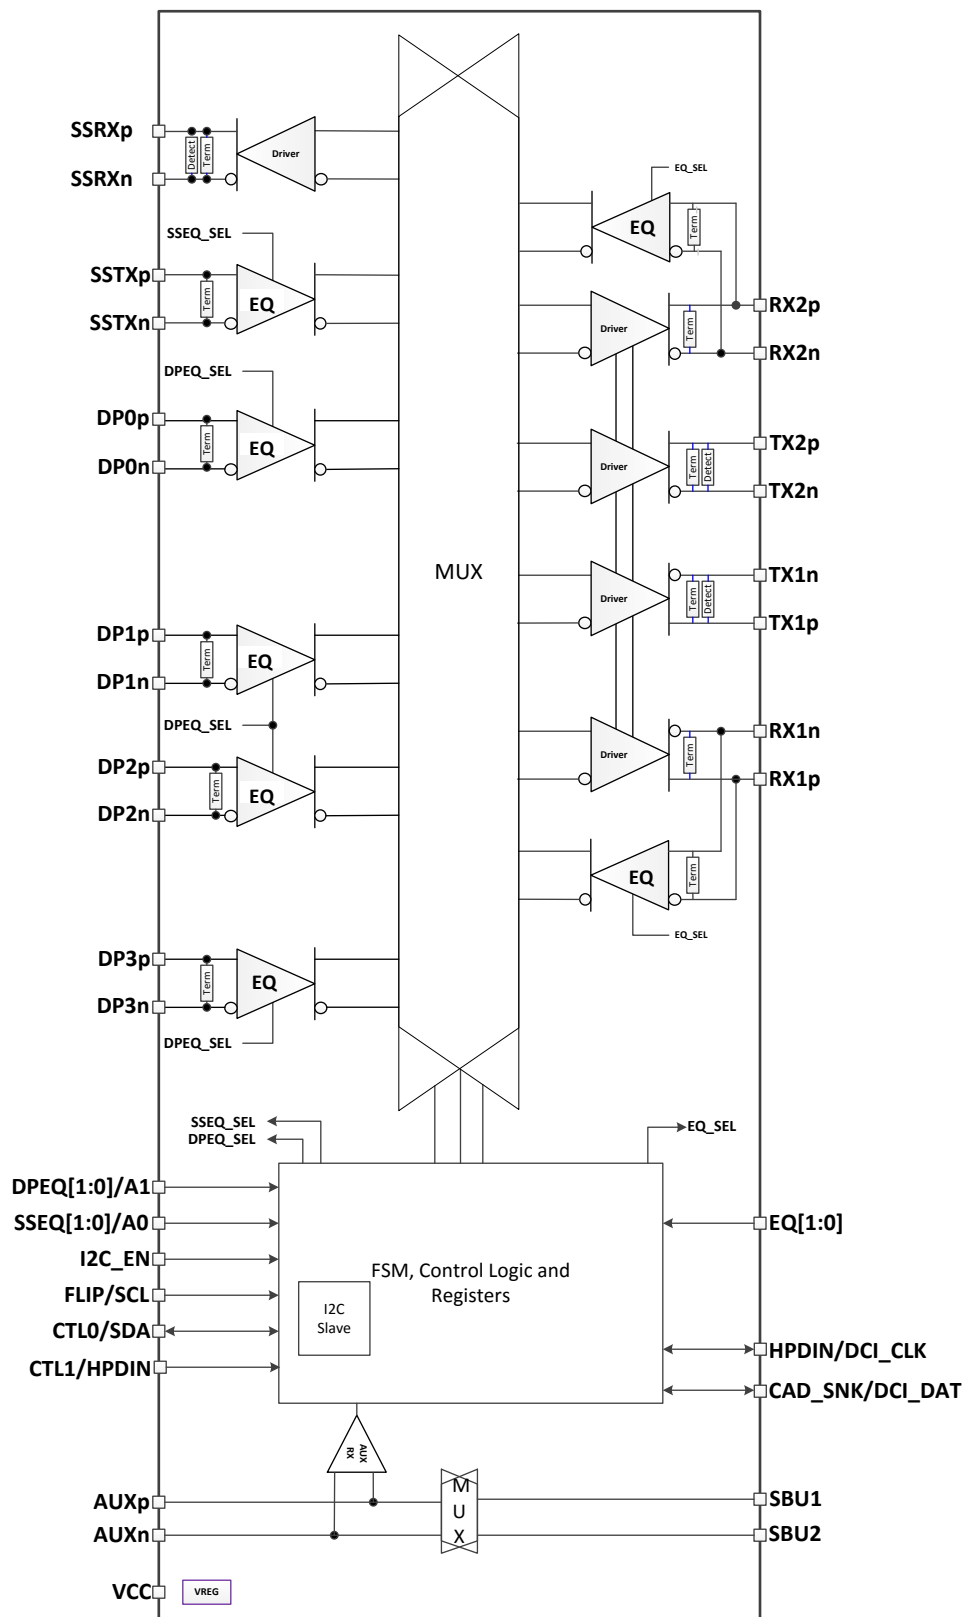 SSRXp
SSRXn
Detect
Term
Driver
SSEQ_SEL
SSTXp
SSTXn
Term
EQ
DPEQ_SEL
DP0p
DP0n
Term
EQ
DP1p
DP1n
Term
EQ
DPEQ_SEL
DP2p
DP2n
Term
EQ
DP3p
DP3n
Term
EQ
DPEQ_SEL
MUX
EQ_SEL
EQ
Term
RX2p
RX2n
Driver
Term
TX2p
TX2n
Driver
Term
Detect
TX1n
TX1p
Driver
Term
Detect
RX1n
RX1p
Driver
Term
EQ
Term
EQ_SEL
SSEQ_SEL
DPEQ_SEL
EQ_SEL
DPEQ[1:0]/A1
SSEQ[1:0]/A0
I2C_EN
FLIP/SCL
CTL0/SDA
CTL1/HPDIN
FSM, Control Logic and
Registers
I2C
Slave
EQ[1:0]
HPDIN/DCI_CLK
CAD_SNK/DCI_DAT
AUX
RX
AUXp
AUXn
M
U
X
SBU1
SBU2
VCC
VREG